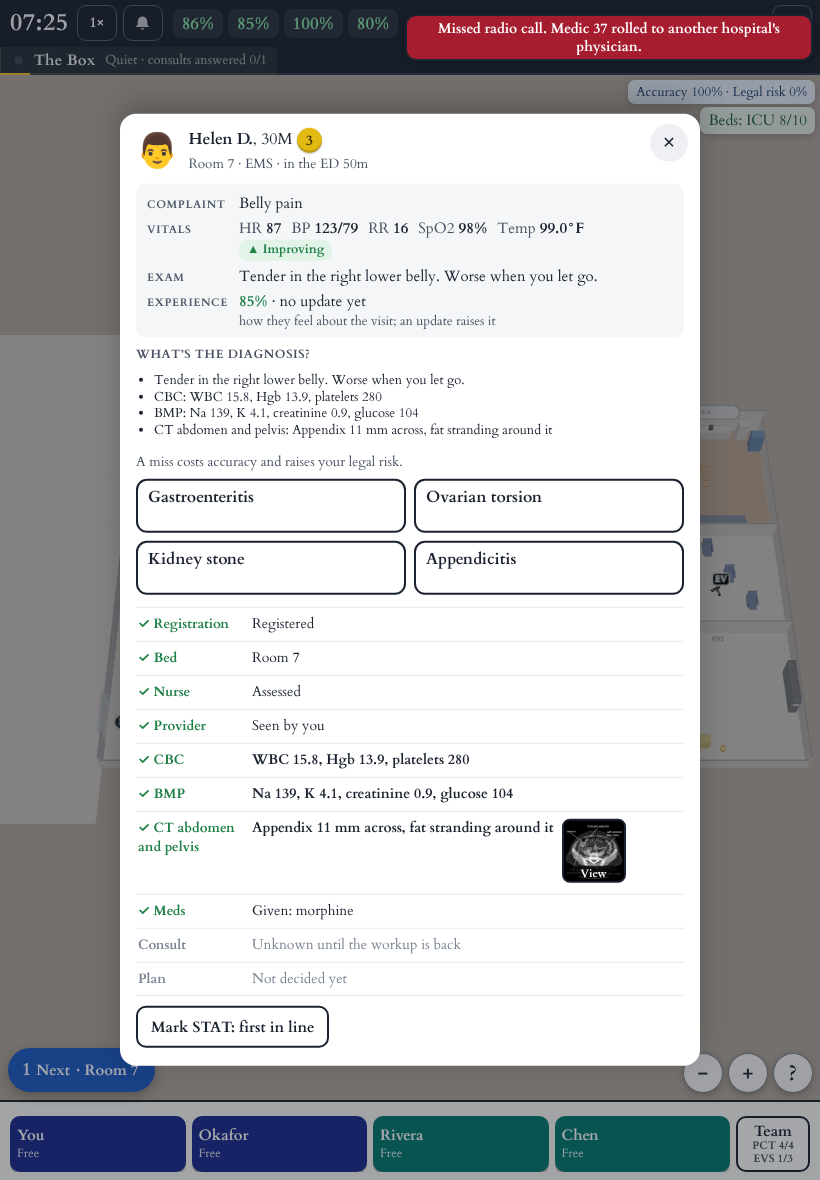 07:25
1×
86%
85%
100%
80%
Missed radio call. Medic 37 rolled to another hospital's
physician.
The Box Quiet · consults answered 0/1
Accuracy 100% · Legal risk 0%
Beds: ICU 8/10
Helen D., 30M 3
Room 7 · EMS · in the ED 50m
×
COMPLAINT Belly pain
VITALS HR 87 BP 123/79 RR 16 SpO2 98% Temp 99.0°F
▲ Improving
EXAM Tender in the right lower belly. Worse when you let go.
EXPERIENCE 85% · no update yet
how they feel about the visit; an update raises it
WHAT'S THE DIAGNOSIS?
• Tender in the right lower belly. Worse when you let go.
• CBC: WBC 15.8, Hgb 13.9, platelets 280
• BMP: Na 139, K 4.1, creatinine 0.9, glucose 104
• CT abdomen and pelvis: Appendix 11 mm across, fat stranding around it
A miss costs accuracy and raises your legal risk.
Gastroenteritis
Ovarian torsion
Kidney stone
Appendicitis
EV
✓ Registration Registered
✓ Bed Room 7
✓ Nurse Assessed
✓ Provider Seen by you
✓ CBC WBC 15.8, Hgb 13.9, platelets 280
✓ BMP Na 139, K 4.1, creatinine 0.9, glucose 104
✓ CT abdomen Appendix 11 mm across, fat stranding around it
and pelvis
View
✓ Meds Given: morphine
Consult Unknown until the workup is back
Plan Not decided yet
Mark STAT: first in line
1 Next · Room 7
−
+
?
You
Free
Okafor
Free
Rivera
Free
Chen
Free
Team
PCT 4/4
EVS 1/3